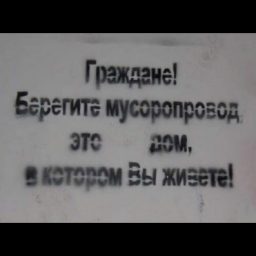 Граждане!
Берегите мусоропровод
это дом,
в котором Вы живете!